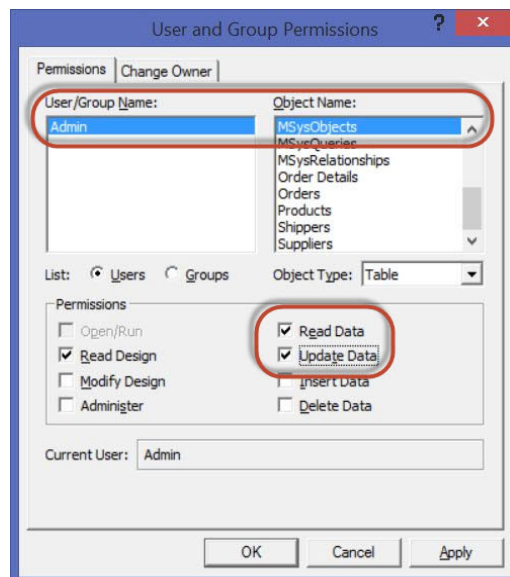 User and Group Permissions
?
×
Permissions
Change Owner
User/Group Name:
Object Name:
Admin
MSysObjects
MSysQueries
MSysRelationships
Order Details
Orders
Products
Shippers
Suppliers
List:
Users
Groups
Object Type:
Table
Permissions
Open/Run
Read Data
Read Design
Update Data
Modify Design
Insert Data
Administer
Delete Data
Current User:
Admin
OK
Cancel
Apply